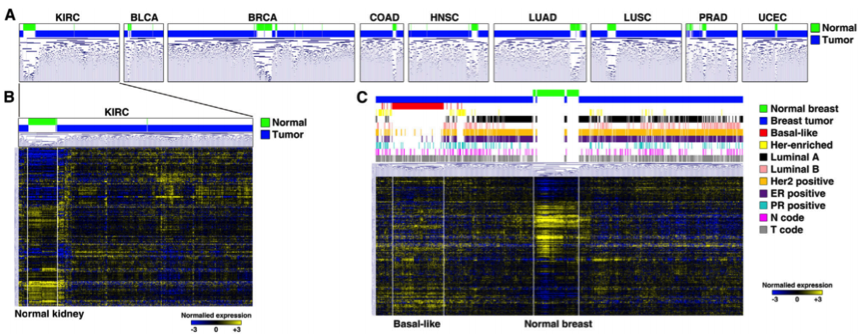 A
KIRC BLCA BRCA COAD HNSC LUAD LUSC PRAD UCEC
Normal
Tumor
B
KIRC
Normal
Tumor
Normal kidney
Normalied expression
-3 0 +3
C
Normal breast
Breast tumor
Basal-like
Her-enriched
Luminal A
Luminal B
Her2 positive
ER positive
PR positive
N code
T code
Normalied expression
-3 0 +3
Basal-like Normal breast